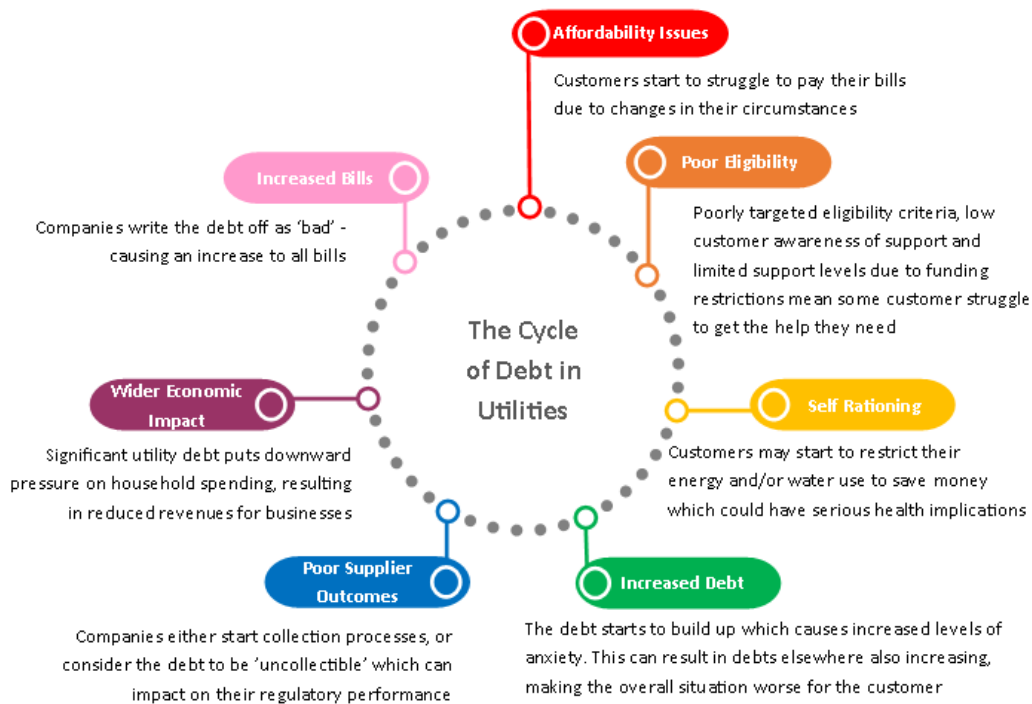 Affordability Issues
Customers start to struggle to pay their bills
due to changes in their circumstances
Poor Eligibility
Poorly targeted eligibility criteria, low
customer awareness of support and
limited support levels due to funding
restrictions mean some customer struggle
to get the help they need
Self Rationing
Customers may start to restrict their
energy and/or water use to save money
which could have serious health implications
Increased Debt
The debt starts to build up which causes increased levels of
anxiety. This can result in debts elsewhere also increasing,
making the overall situation worse for the customer
Poor Supplier
Outcomes
Companies either start collection processes, or
consider the debt to be 'uncollectible' which can
impact on their regulatory performance
Wider Economic
Impact
Significant utility debt puts downward
pressure on household spending, resulting
in reduced revenues for businesses
Increased Bills
Companies write the debt off as ‘bad’ -
causing an increase to all bills
The Cycle
of Debt in
Utilities